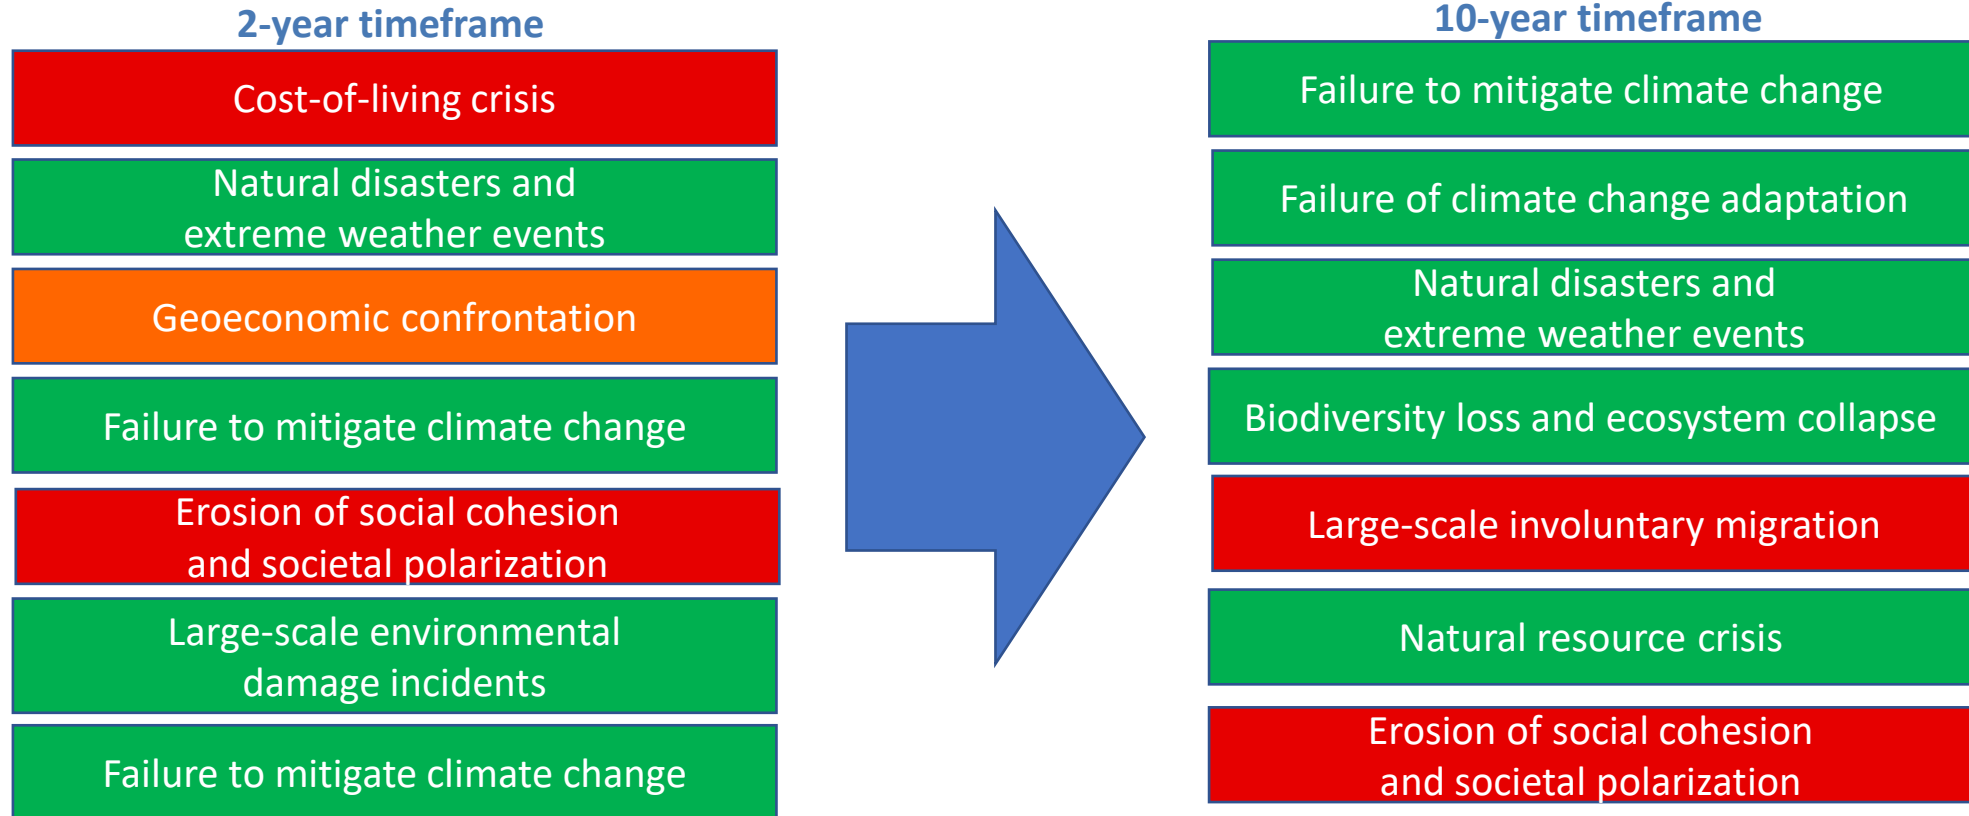 2-year timeframe
Cost-of-living crisis
Natural disasters and
extreme weather events
Geoeconomic confrontation
Failure to mitigate climate change
Erosion of social cohesion
and societal polarization
Large-scale environmental
damage incidents
Failure to mitigate climate change
10-year timeframe
Failure to mitigate climate change
Failure of climate change adaptation
Natural disasters and
extreme weather events
Biodiversity loss and ecosystem collapse
Large-scale involuntary migration
Natural resource crisis
Erosion of social cohesion
and societal polarization